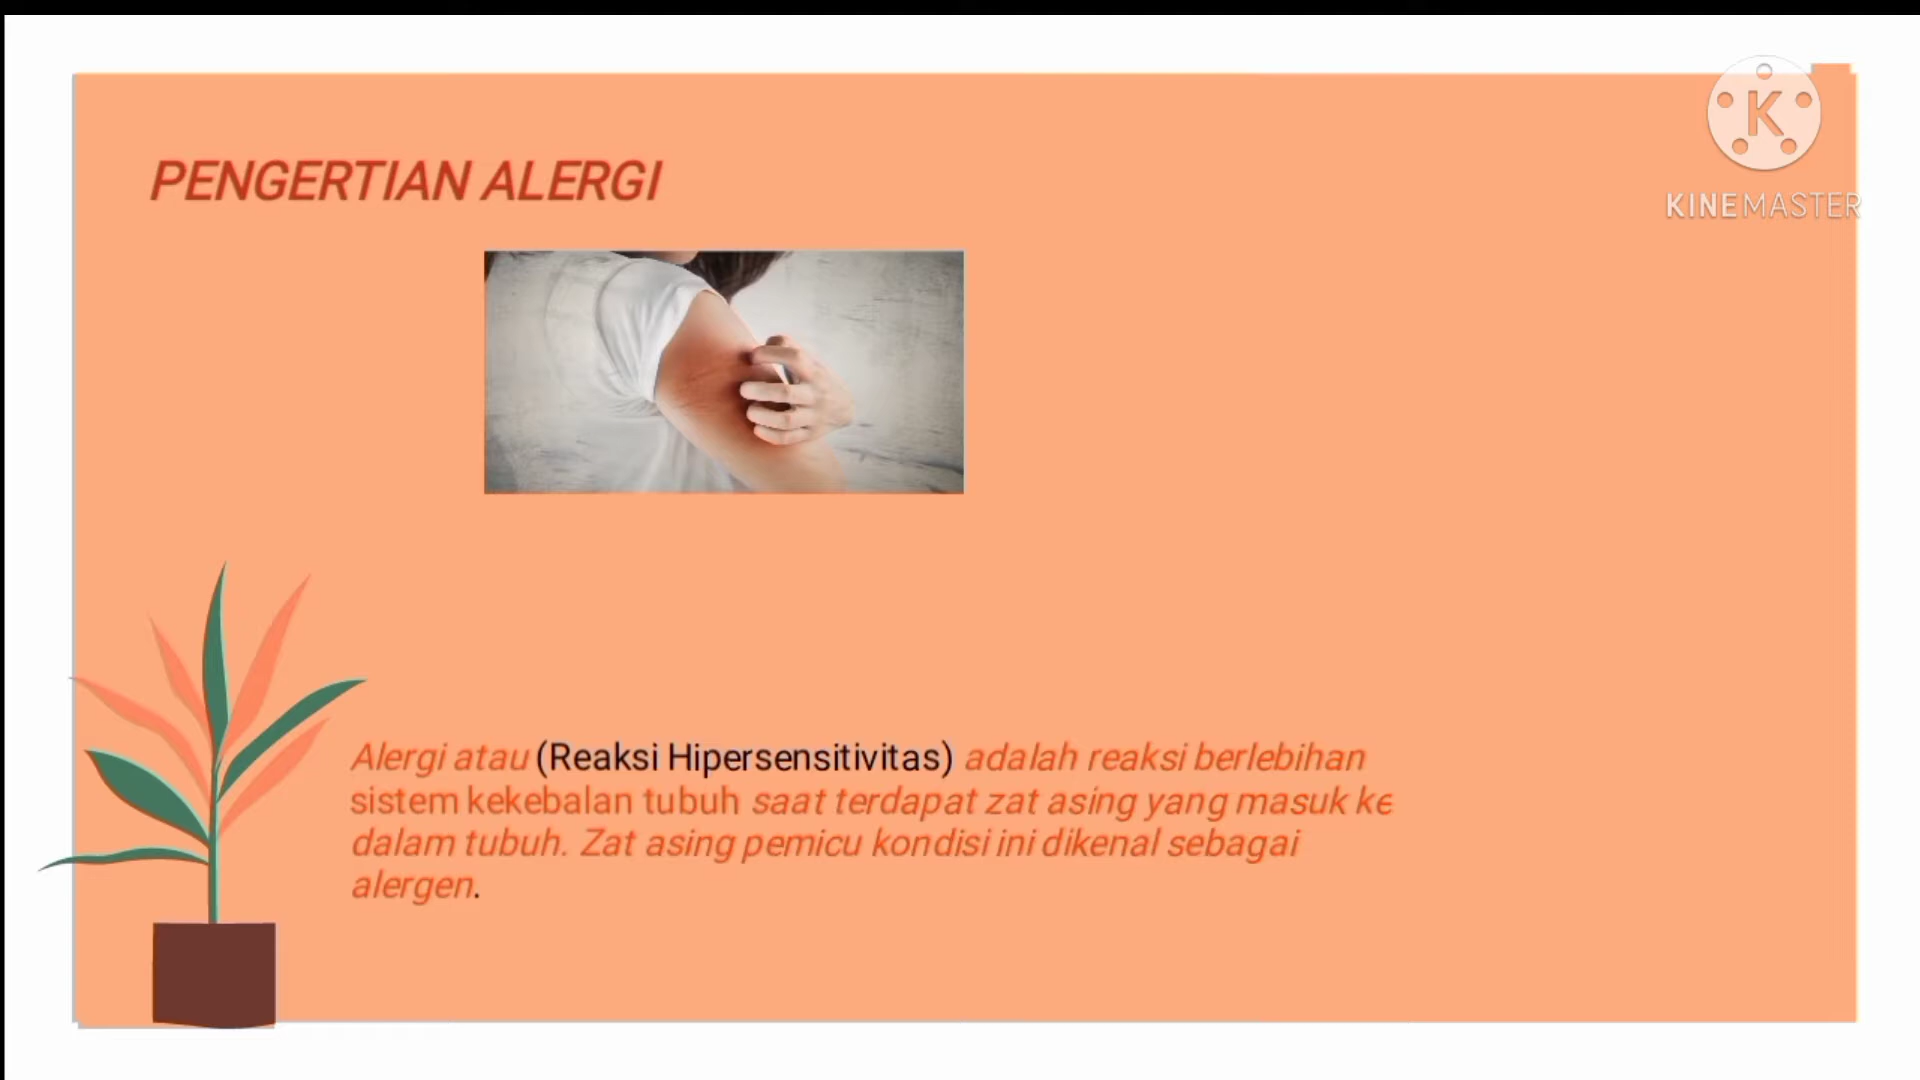 K
KINEMASTER
PENGERTIAN ALERGI
Alergi atau (Reaksi Hipersensitivitas) adalah reaksi berlebihan
sistem kekebalan tubuh saat terdapat zat asing yang masuk ke
dalam tubuh. Zat asing pemicu kondisi ini dikenal sebagai
alergen.